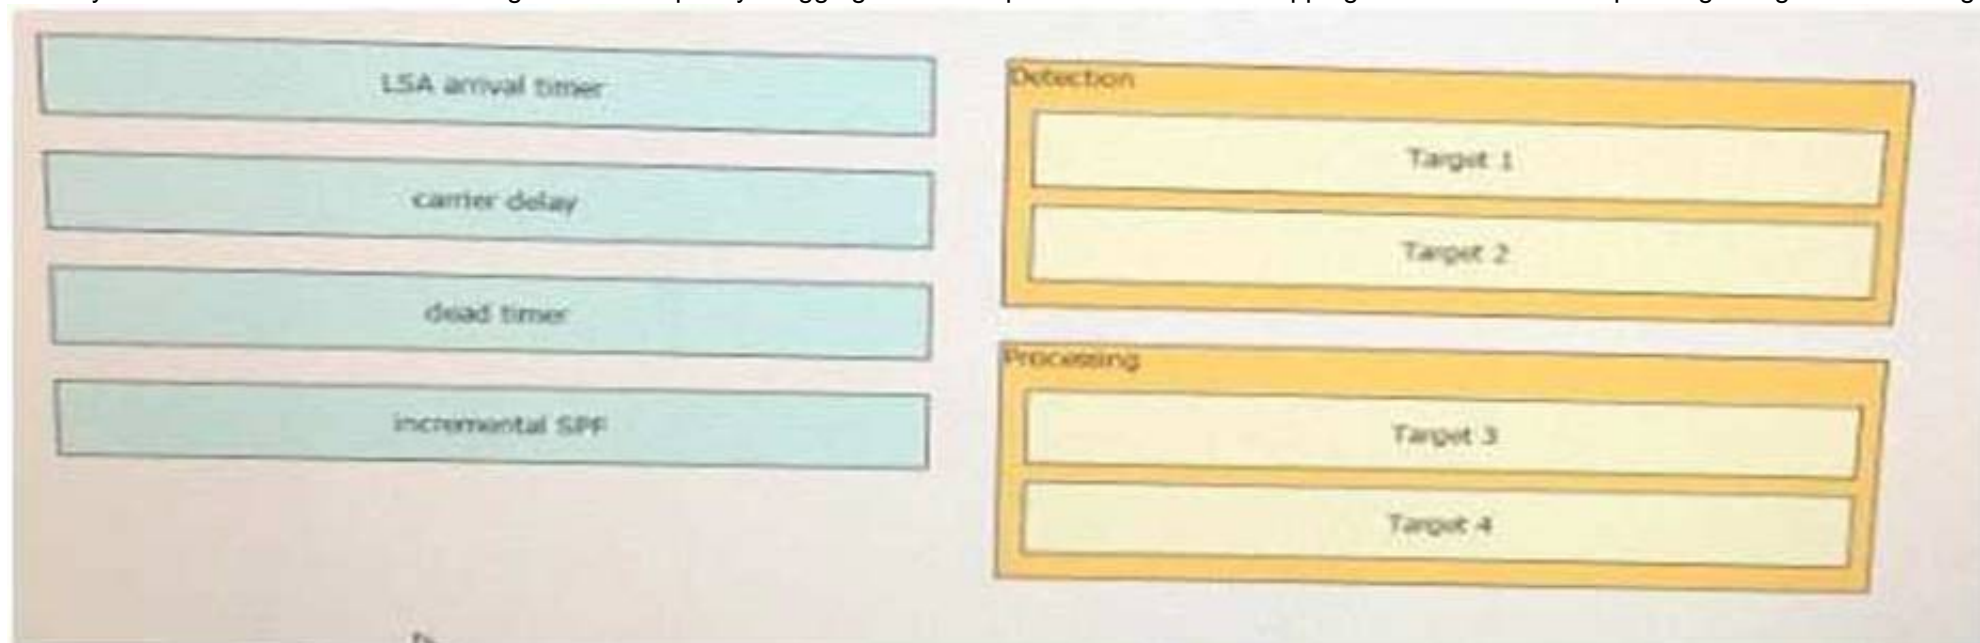 LSA arrival timer
carrier delay
dead timer
incremental SPF
Detection
Target 1
Target 2
Processing
Target 3
Target 4